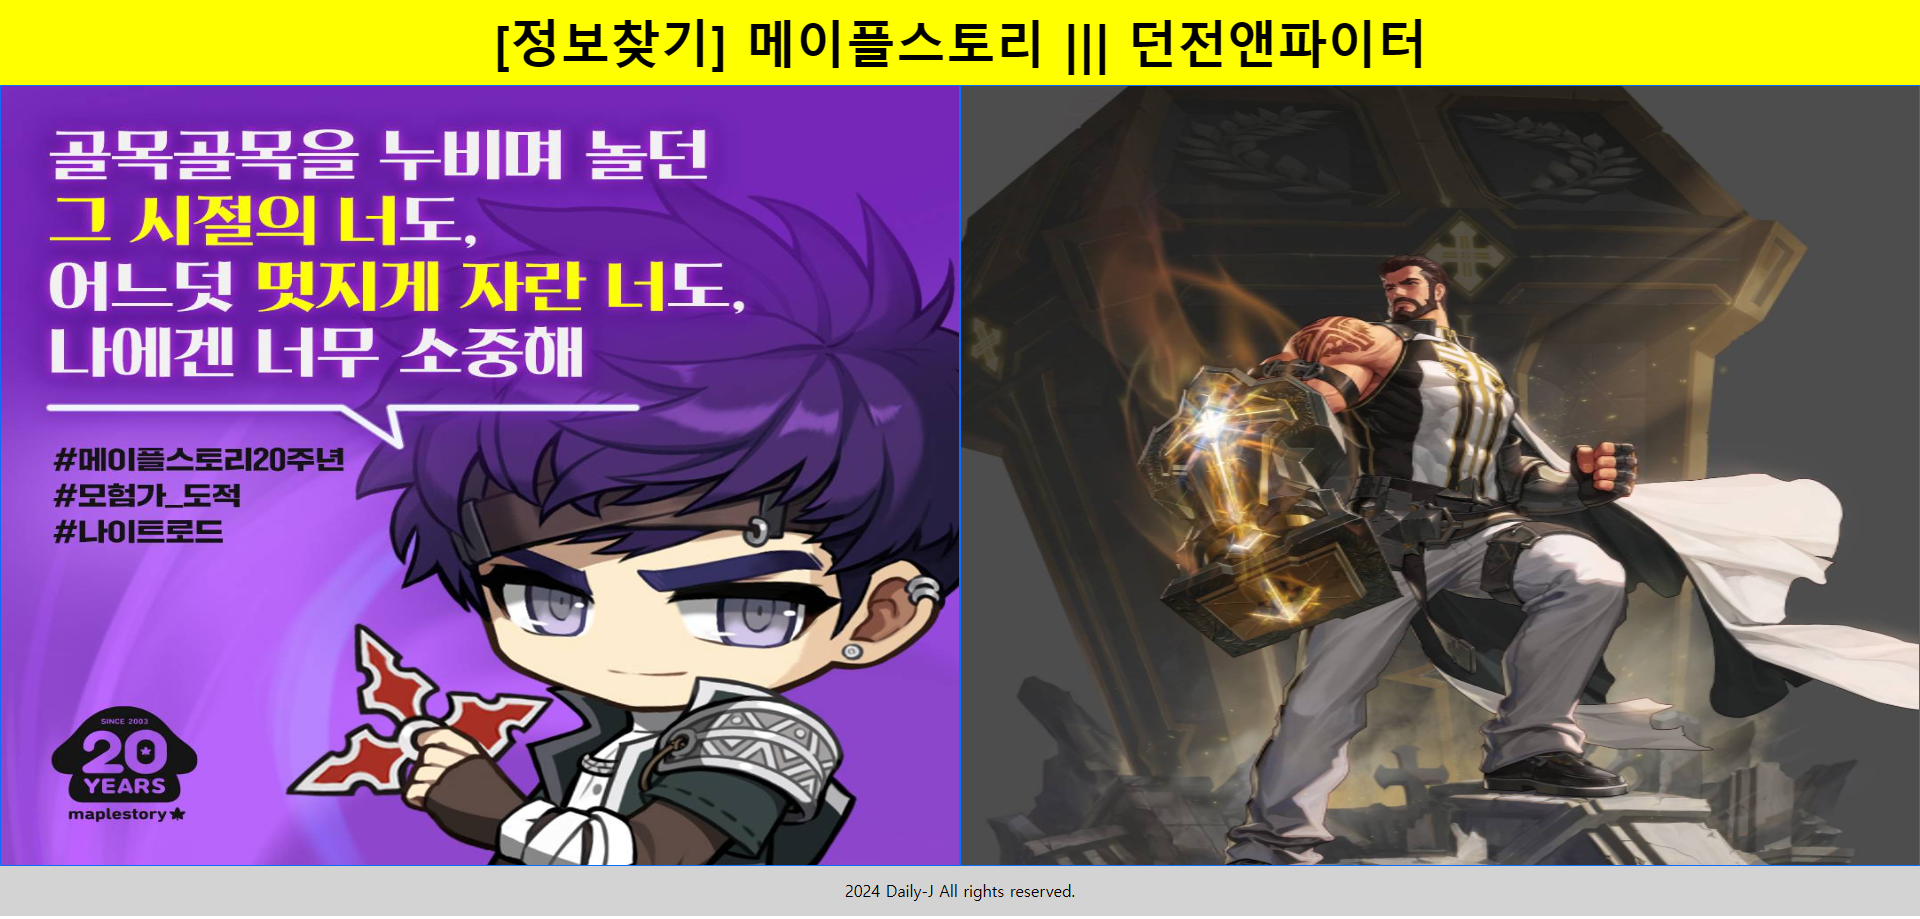 [정보찾기] 메이플스토리 ||| 던전앤파이터
골목골목을 누비며 놀던
그 시절의 너도,
어느덧 멋지게 자란 너도,
나에겐 너무 소중해
#메이플스토리20주년
#모험가_도적
#나이트로드
SINCE 2003
20
YEARS
maplestory
2024 Daily-J All rights reserved.